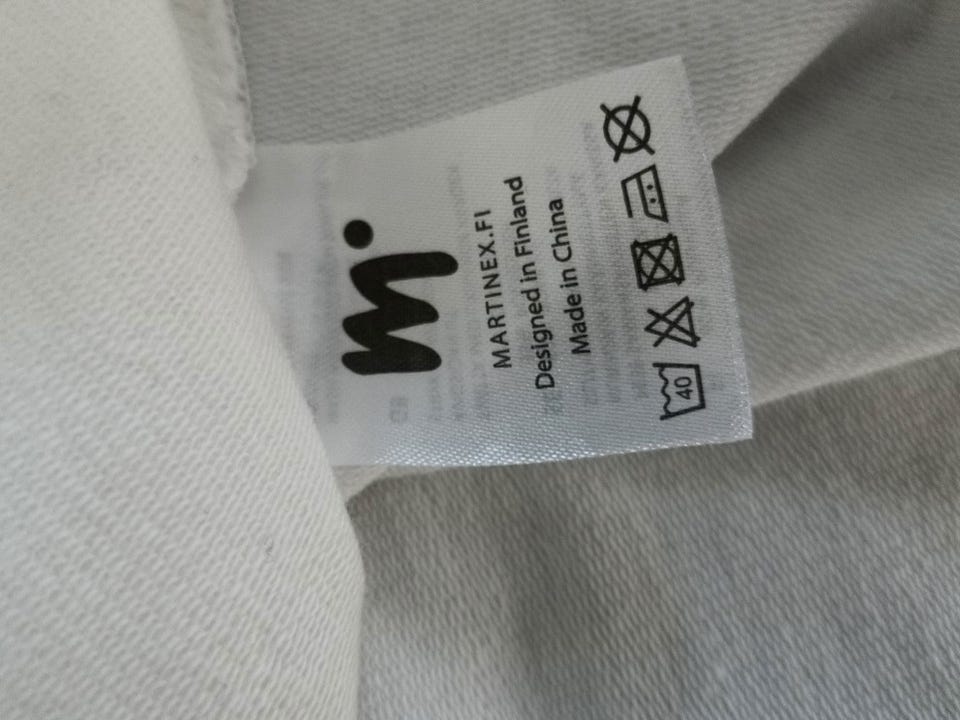 m.
MARTINEX.FI
Designed in Finland
Made in China
40